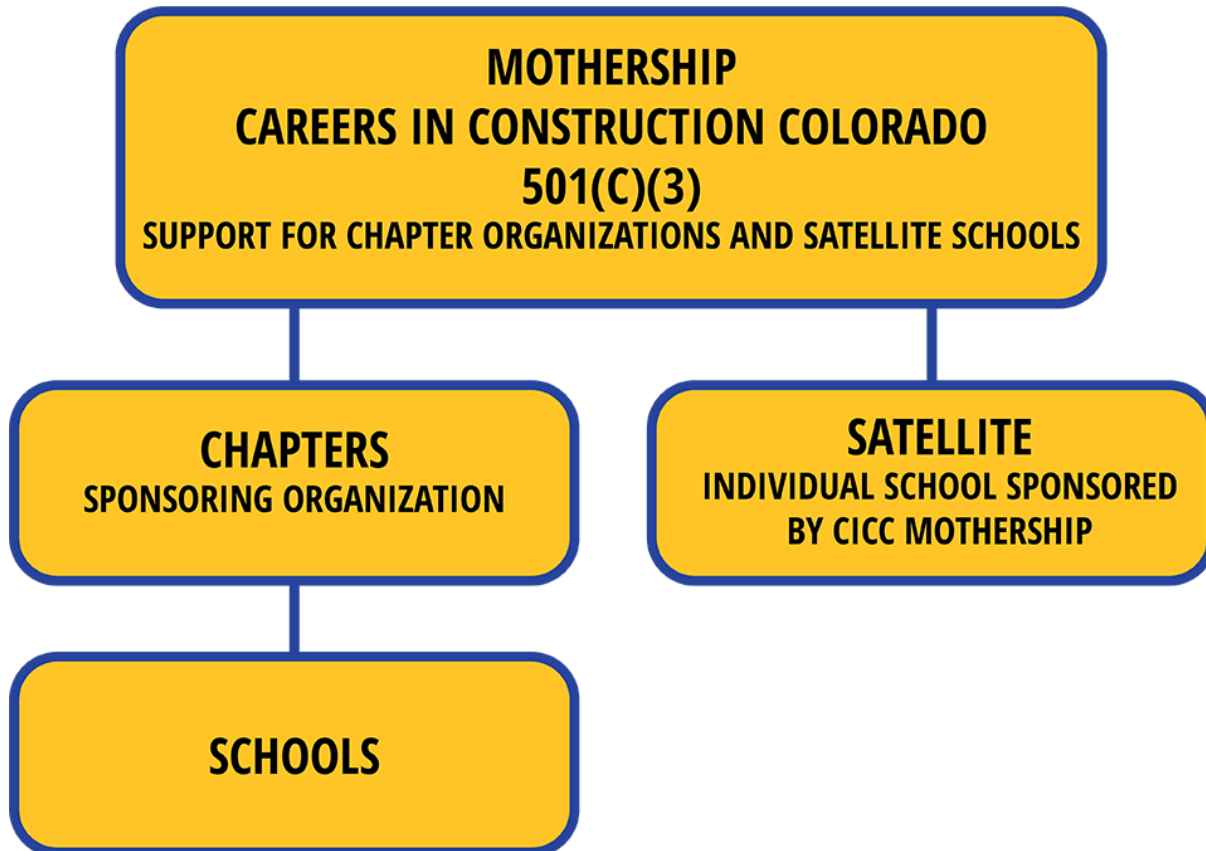 MOTHERSHIP
CAREERS IN CONSTRUCTION COLORADO
501(C)(3)
SUPPORT FOR CHAPTER ORGANIZATIONS AND SATELLITE SCHOOLS
CHAPTERS
SPONSORING ORGANIZATION
SATELLITE
INDIVIDUAL SCHOOL SPONSORED
BY CICC MOTHERSHIP
SCHOOLS